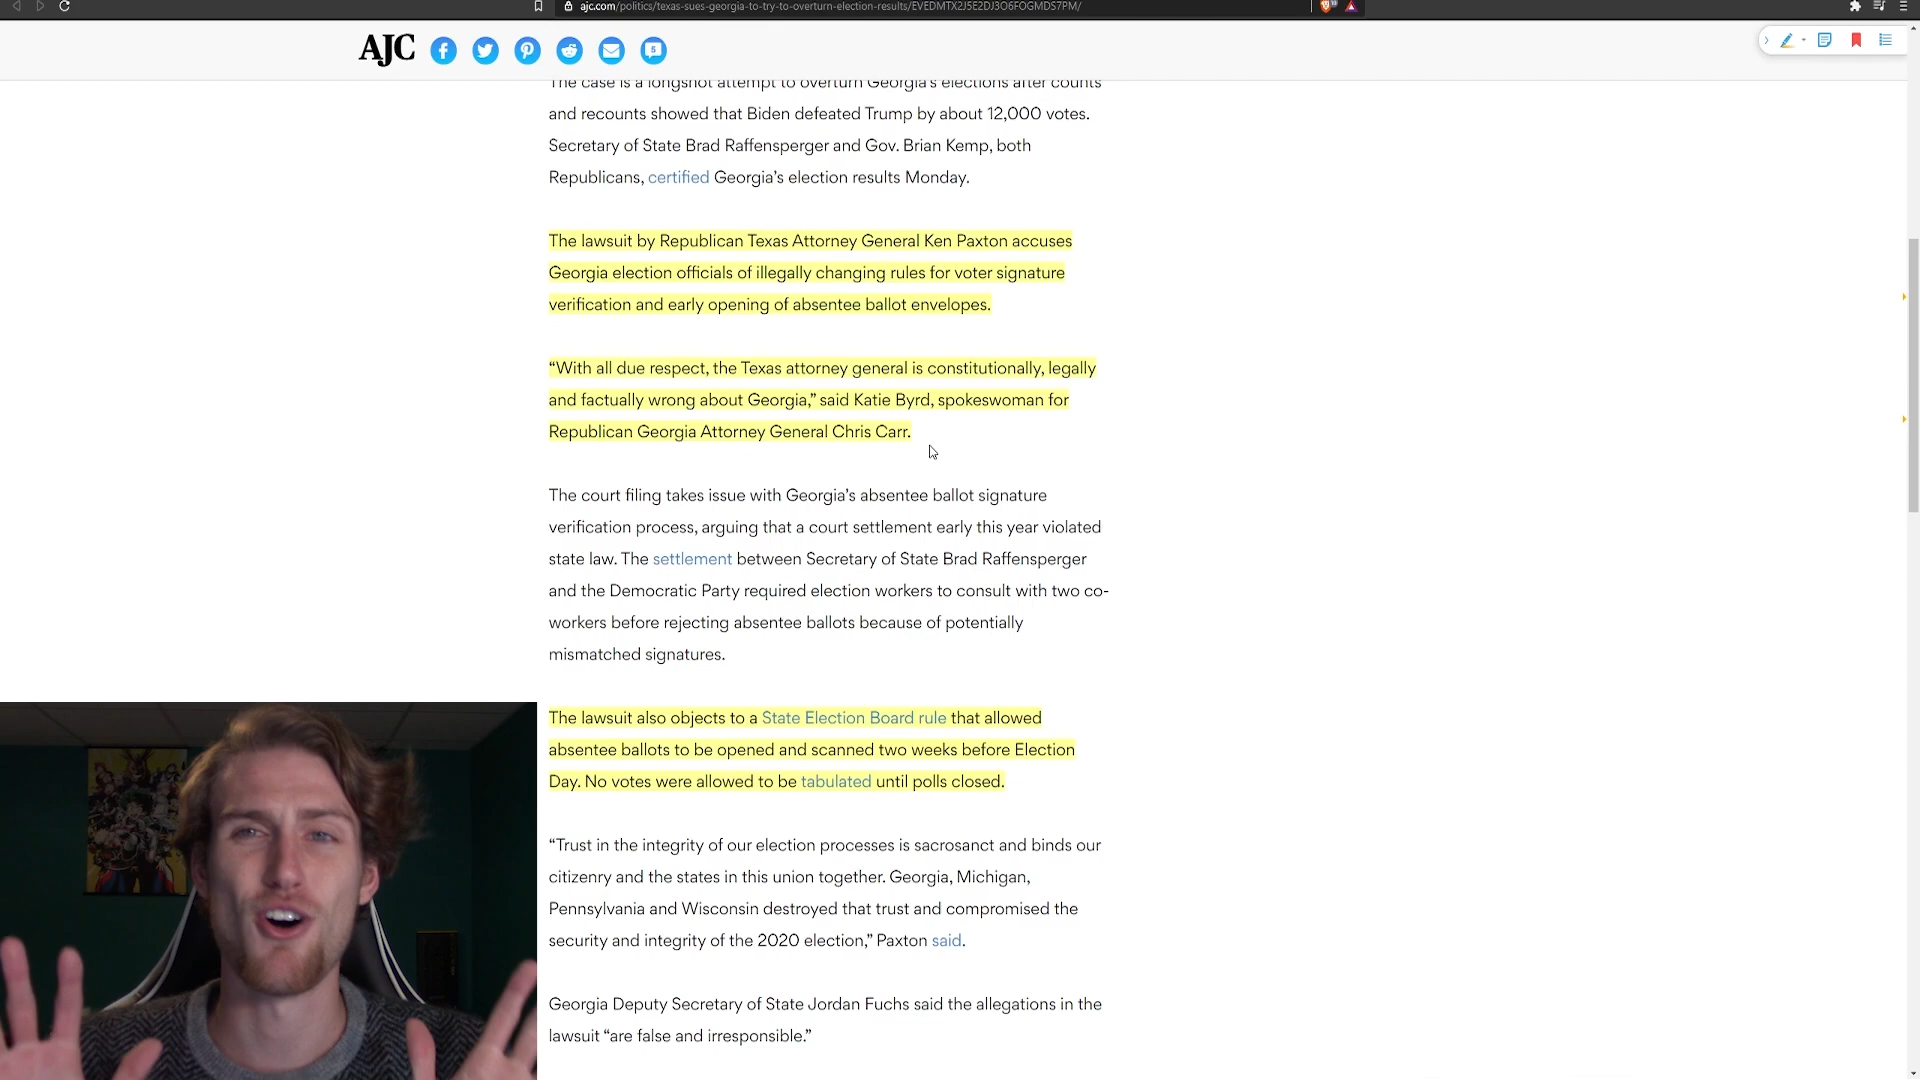 ajc.com/politics/texas-sues-georgia-to-try-to-overturn-election-results/EVEDMTX2J5E2DJ3O6FOGMDS7PM/
AJC
The case is a longshot attempt to overturn Georgia's elections after counts
and recounts showed that Biden defeated Trump by about 12,000 votes.
Secretary of State Brad Raffensperger and Gov. Brian Kemp, both
Republicans, certified Georgia's election results Monday.
The lawsuit by Republican Texas Attorney General Ken Paxton accuses
Georgia election officials of illegally changing rules for voter signature
verification and early opening of absentee ballot envelopes.
“With all due respect, the Texas attorney general is constitutionally, legally
and factually wrong about Georgia,” said Katie Byrd, spokeswoman for
Republican Georgia Attorney General Chris Carr.
The court filing takes issue with Georgia's absentee ballot signature
verification process, arguing that a court settlement early this year violated
state law. The settlement between Secretary of State Brad Raffensperger
and the Democratic Party required election workers to consult with two co-
workers before rejecting absentee ballots because of potentially
mismatched signatures.
The lawsuit also objects to a State Election Board rule that allowed
absentee ballots to be opened and scanned two weeks before Election
Day. No votes were allowed to be tabulated until polls closed.
“Trust in the integrity of our election processes is sacrosanct and binds our
citizenry and the states in this union together. Georgia, Michigan,
Pennsylvania and Wisconsin destroyed that trust and compromised the
security and integrity of the 2020 election,” Paxton said.
Georgia Deputy Secretary of State Jordan Fuchs said the allegations in the
lawsuit “are false and irresponsible.”